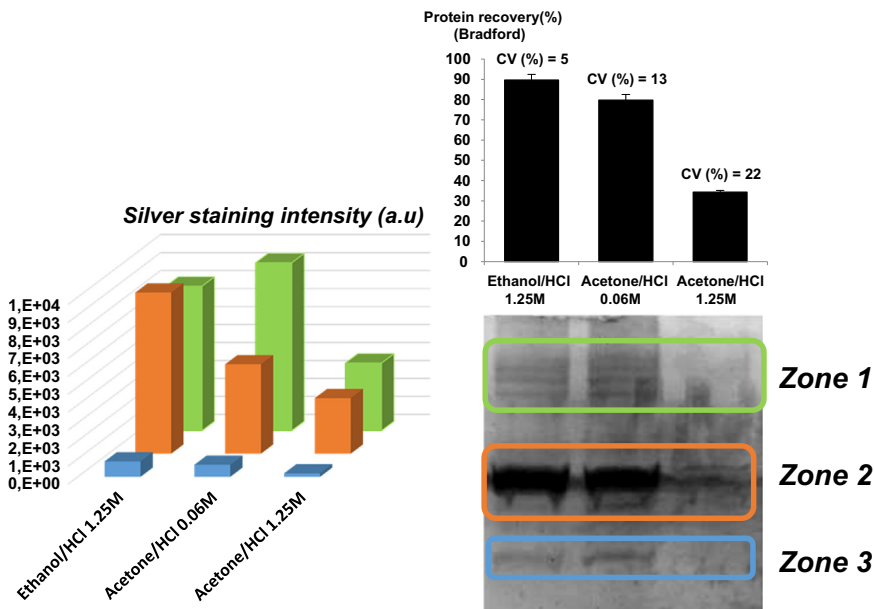 Protein recovery(%)
(Bradford)
CV (%) = 5
CV (%) = 13
CV (%) = 22
100
90
80
70
60
50
40
30
20
10
0
Ethanol/HCl 1.25M
Acetone/HCl 0.06M
Acetone/HCl 1.25M
Silver staining intensity (a.u)
1,E+04
9,E+03
8,E+03
7,E+03
6,E+03
5,E+03
4,E+03
3,E+03
2,E+03
1,E+03
0,E+00
Ethanol/HCl 1.25M
Acetone/HCl 0.06M
Acetone/HCl 1.25M
Zone 1
Zone 2
Zone 3